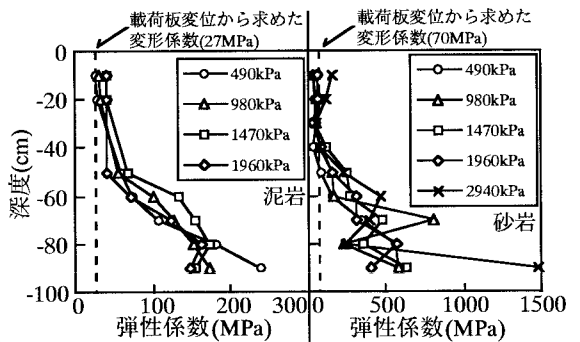 載荷板変位から求めた
変形係数(27MPa)
載荷板変位から求めた
変形係数(70MPa)
0
-20
-40
-60
-80
-100
深度(cm)
490kPa
980kPa
1470kPa
1960kPa
泥岩
490kPa
980kPa
1470kPa
1960kPa
2940kPa
砂岩
0
100
200
300
0
500
1000
1500
弾性係数(MPa)
弾性係数(MPa)